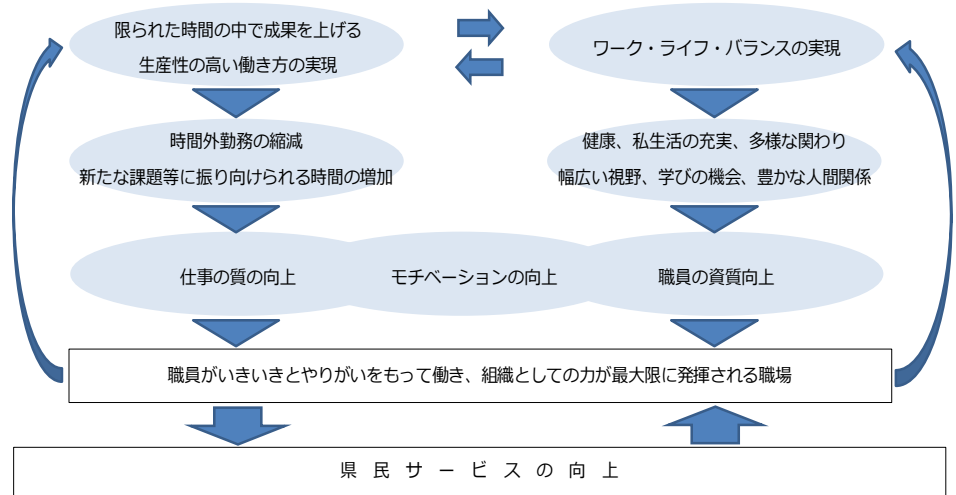 限られた時間の中で成果を上げる
生産性の高い働き方の実現
ワーク・ライフ・バランスの実現
時間外勤務の縮減
新たな課題等に振り向けられる時間の増加
健康、私生活の充実、多様な関わり
幅広い視野、学びの機会、豊かな人間関係
仕事の質の向上
モチベーションの向上
職員の資質向上
職員がいきいきとやりがいをもって働き、組織としての力が最大限に発揮される職場
県民サービスの向上